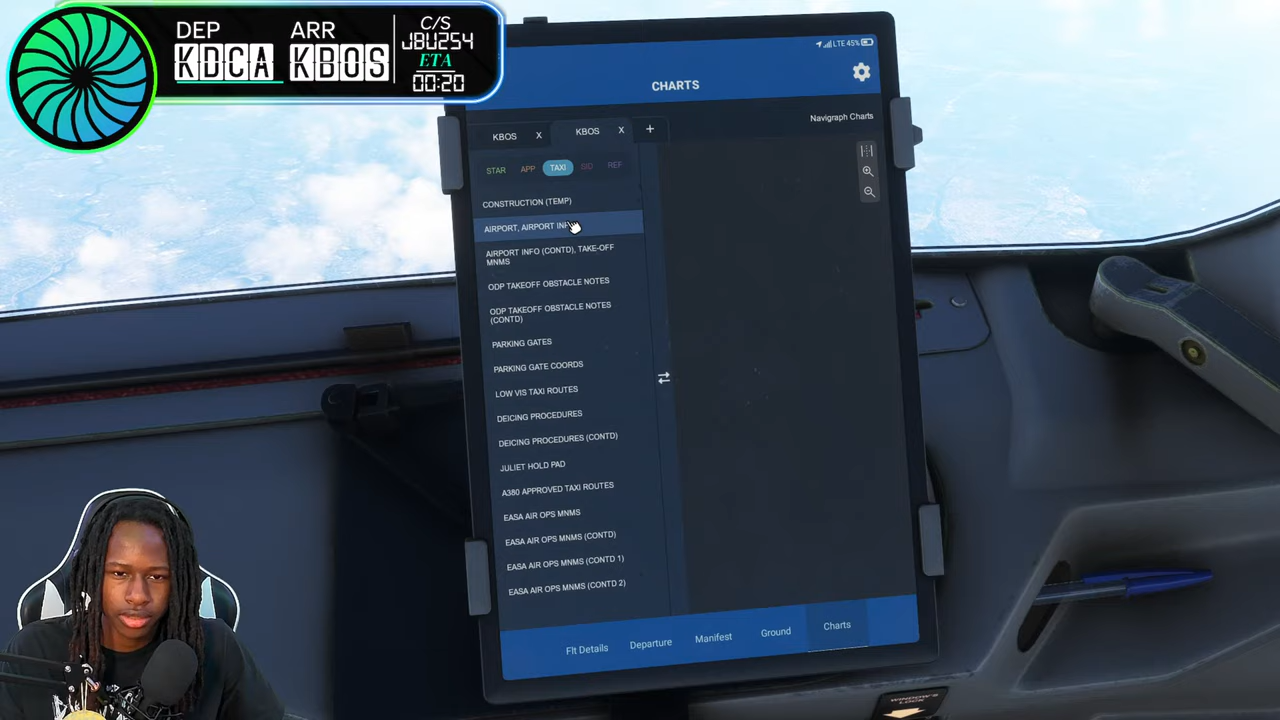 DEP
KDCA
ARR
KBOS
C/S
JBU254
ETA
00:20
LTE 45%
CHARTS
KBOS X
KBOS X +
Navigraph Charts
STAR APP TAXI SID REF
CONSTRUCTION (TEMP)
AIRPORT, AIRPORT INFO
AIRPORT INFO (CONTD), TAKE-OFF
MNMS
ODP TAKEOFF OBSTACLE NOTES
ODP TAKEOFF OBSTACLE NOTES
(CONTD)
PARKING GATES
PARKING GATE COORDS
LOW VIS TAXI ROUTES
DEICING PROCEDURES
DEICING PROCEDURES (CONTD)
JULIET HOLD PAD
A380 APPROVED TAXI ROUTES
EASA AIR OPS MNMS
EASA AIR OPS MNMS (CONTD)
EASA AIR OPS MNMS (CONTD 1)
EASA AIR OPS MNMS (CONTD 2)
Flt Details
Departure
Manifest
Ground
Charts